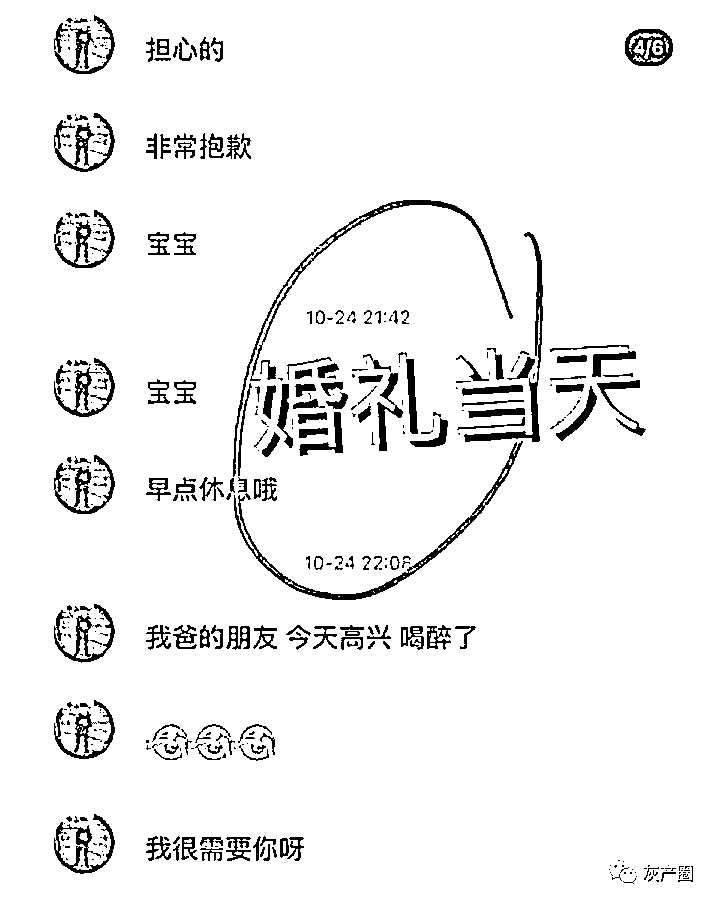 担心的
4/6
非常抱歉
宝宝
10-24 21:42
婚礼当天
宝宝
早点休息哦
10-24 22:08
我爸的朋友 今天高兴 喝醉了
我很需要你呀
灰产圈